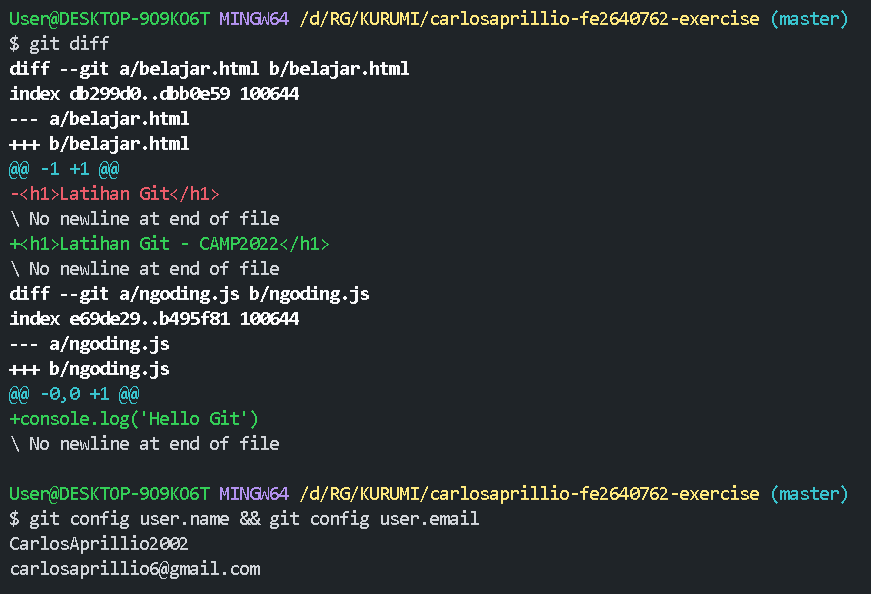 User@DESKTOP-9O9KO6T MINGW64 /d/RG/KURUMI/carlosaprillio-fe2640762-exercise (master)
$ git diff
diff --git a/belajar.html b/belajar.html
index db299d0..dbb0e59 100644
--- a/belajar.html
+++ b/belajar.html
@@ -1 +1 @@
-<h1>Latihan Git</h1>
\ No newline at end of file
+<h1>Latihan Git - CAMP2022</h1>
\ No newline at end of file
diff --git a/ngoding.js b/ngoding.js
index e69de29..b495f81 100644
--- a/ngoding.js
+++ b/ngoding.js
@@ -0,0 +1 @@
+console.log('Hello Git')
\ No newline at end of file
User@DESKTOP-9O9KO6T MINGW64 /d/RG/KURUMI/carlosaprillio-fe2640762-exercise (master)
$ git config user.name && git config user.email
CarlosAprillio2002
carlosaprillio6@gmail.com